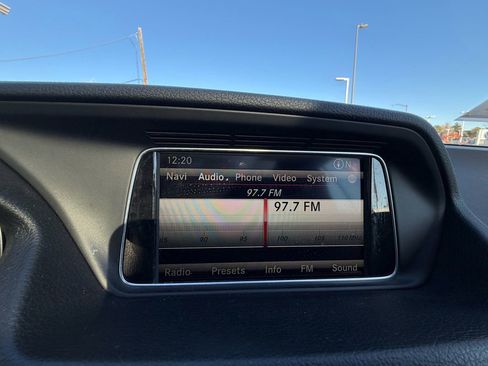 12:20 N
Navi Audio Phone Video System
97.7 FM
97.7 FM
90 95 100 105
Radio Presets Info FM Sound